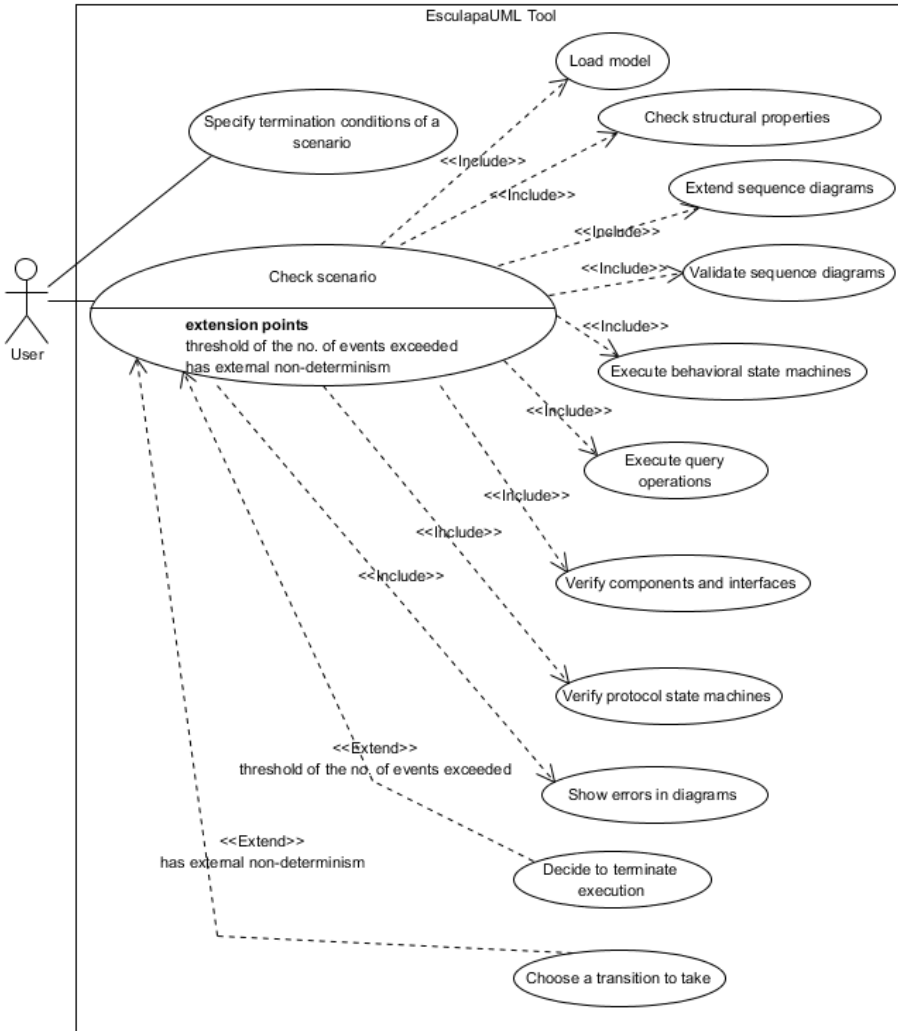 EsculapaUML Tool
Load model
Specify termination conditions of a
scenario
Check structural properties
<<Include>>
Extend sequence diagrams
<<Include>>
<<Include>>
Check scenario
<<Include>>
Validate sequence diagrams
extension points
threshold of the no. of events exceeded
has external non-determinism
<<Include>>
User
Execute behavioral state machines
<<Include>>
Execute query
operations
<<Include>>
<<Include>>
<<Include>>
Verify components and interfaces
Verify protocol state machines
<<Extend>>
threshold of the no. of events exceeded
Show errors in diagrams
<<Extend>>
has external non-determinism
Decide to terminate
execution
Choose a transition to take